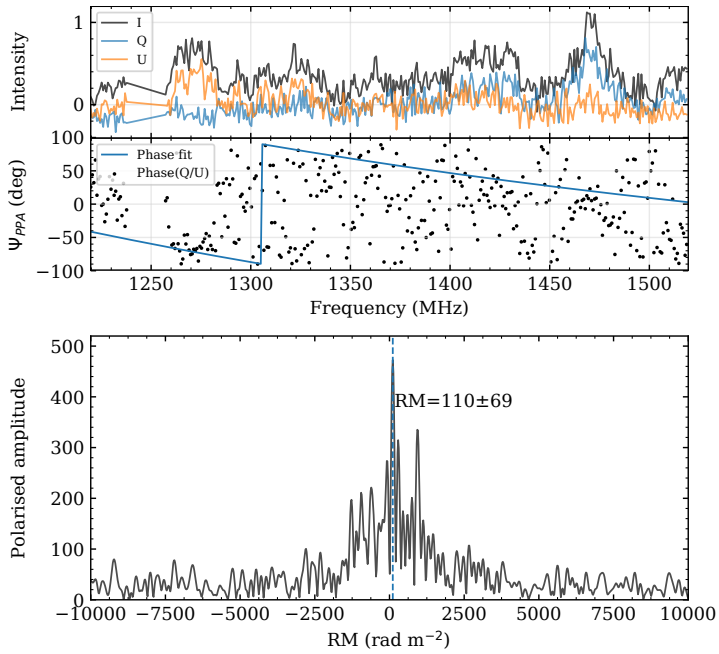 1
0
Intensity
I
Q
U
100
50
0
−50
−100
Ψ_PPA (deg)
Phase fit
Phase(Q/U)
1250
1300
1350
1400
1450
1500
Frequency (MHz)
500
400
300
200
100
0
Polarised amplitude
RM=110±69
−10000
−7500
−5000
−2500
0
2500
5000
7500
10000
RM (rad m⁻²)